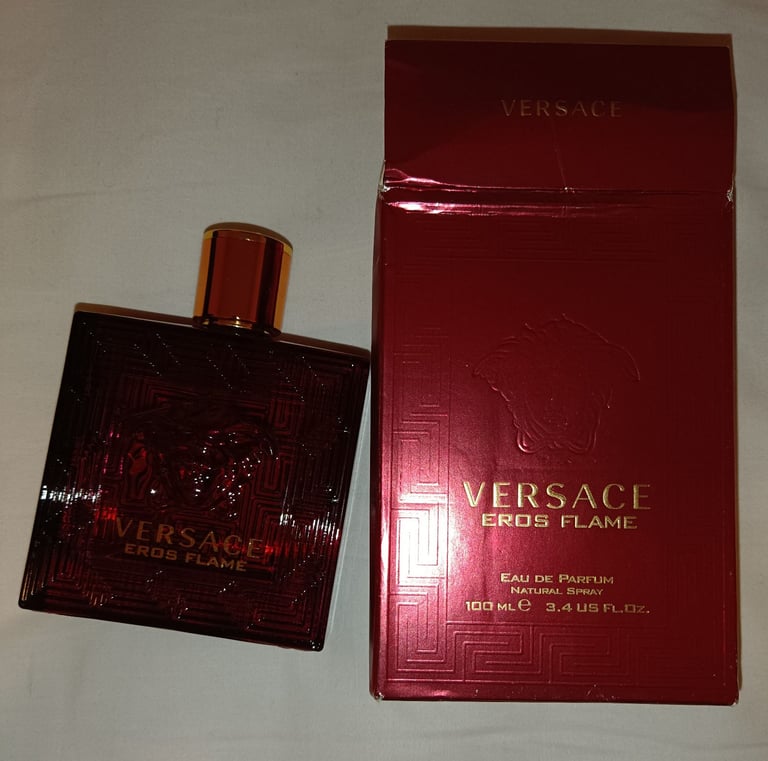 VERSACE
VERSACE
EROS FLAME
EAU DE PARFUM
NATURAL SPRAY
100 ML ℮ 3.4 US FL.OZ.
VERSACE
EROS FLAME